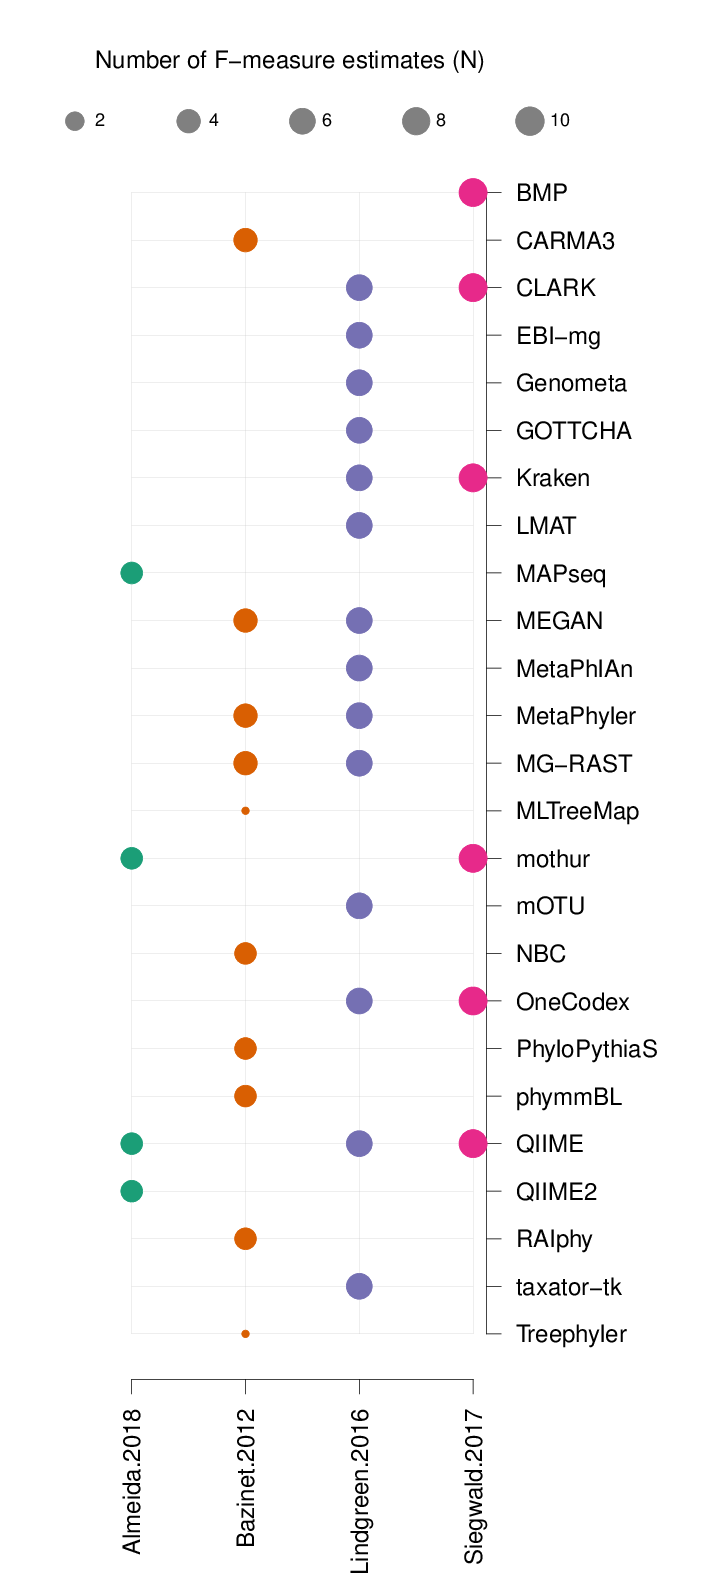 Number of F−measure estimates (N)
2 4 6 8 10
BMP
CARMA3
CLARK
EBI−mg
Genometa
GOTTCHA
Kraken
LMAT
MAPseq
MEGAN
MetaPhlAn
MetaPhyler
MG−RAST
MLTreeMap
mothur
mOTU
NBC
OneCodex
PhyloPythiaS
phymmBL
QIIME
QIIME2
RAIphy
taxator−tk
Treephyler
Almeida.2018
Bazinet.2012
Lindgreen.2016
Siegwald.2017